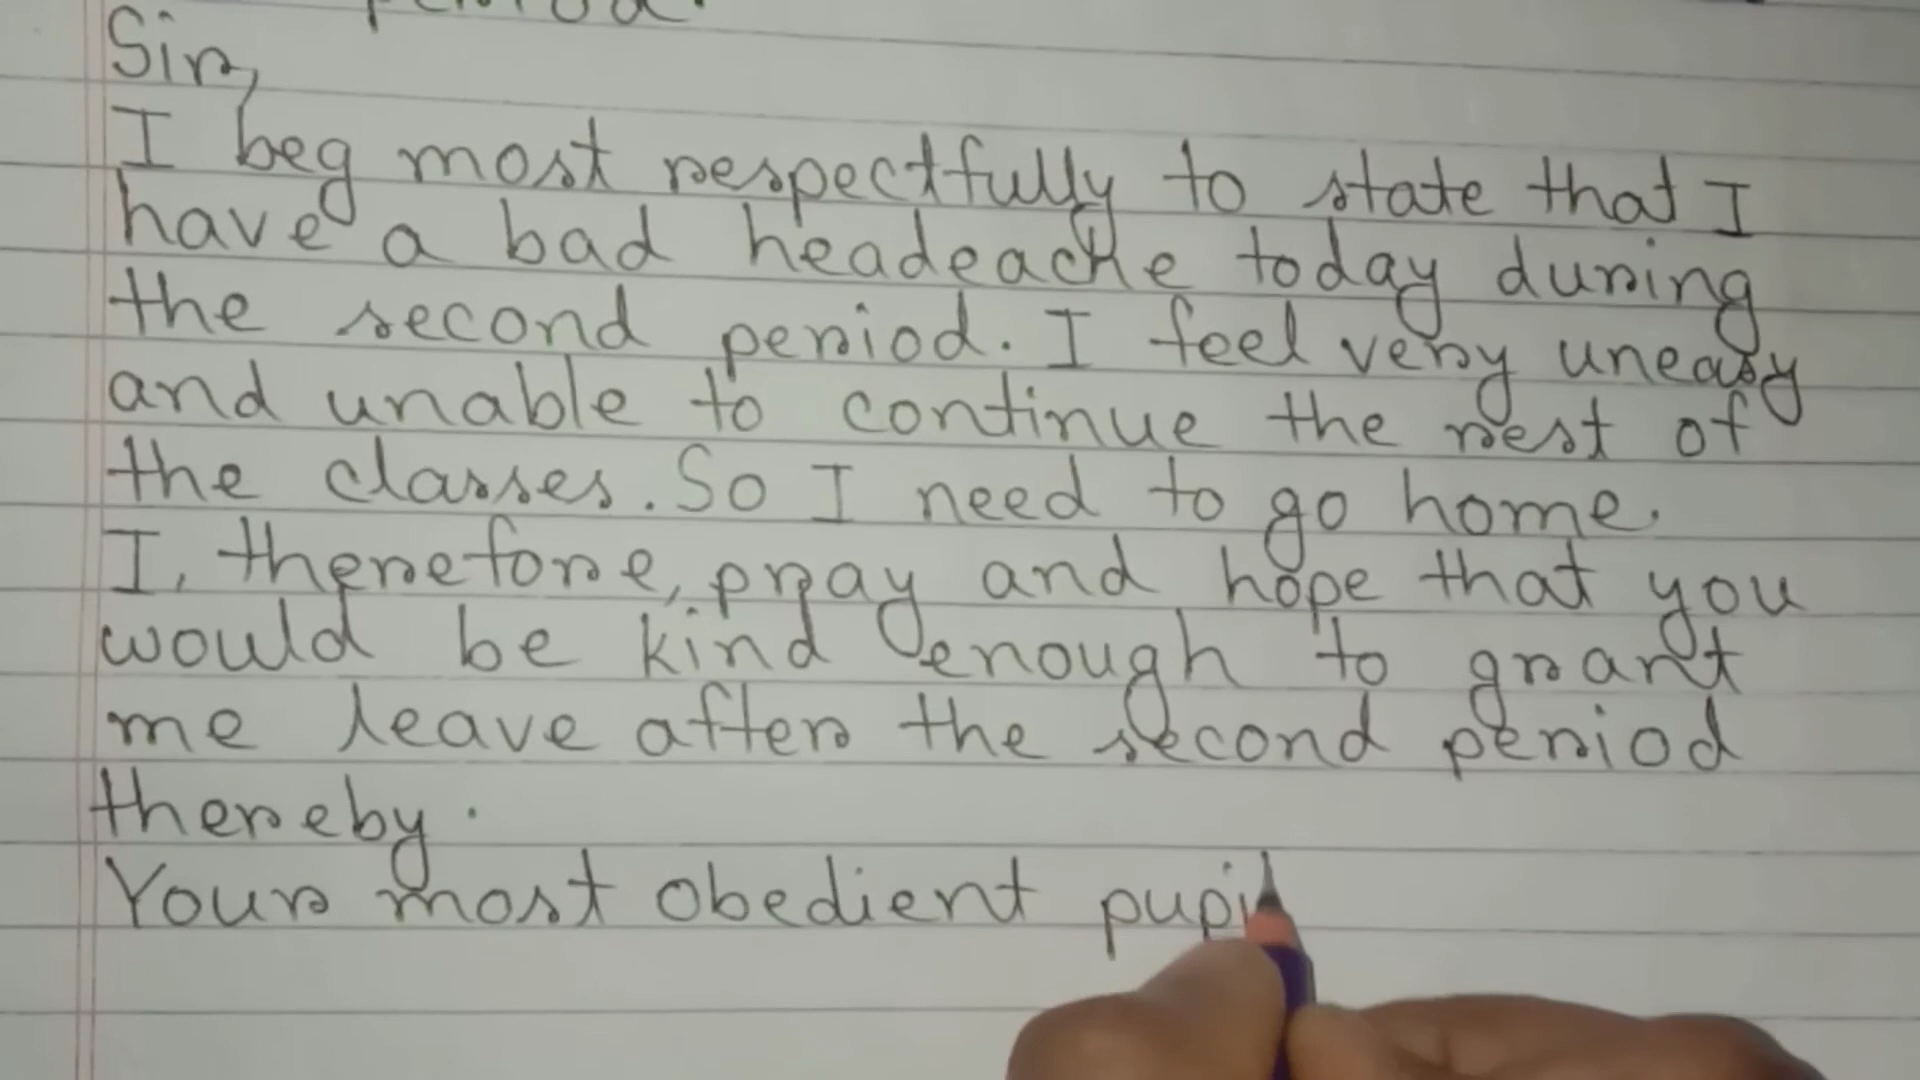 period.
Sir,
I beg most respectfully to state that I
have a bad headeache today during
the second period. I feel very uneasy
and unable to continue the rest of
the classes. So I need to go home.
I, therefore, pray and hope that you
would be kind enough to grant
me leave after the second period
thereby.
Your most obedient pupi